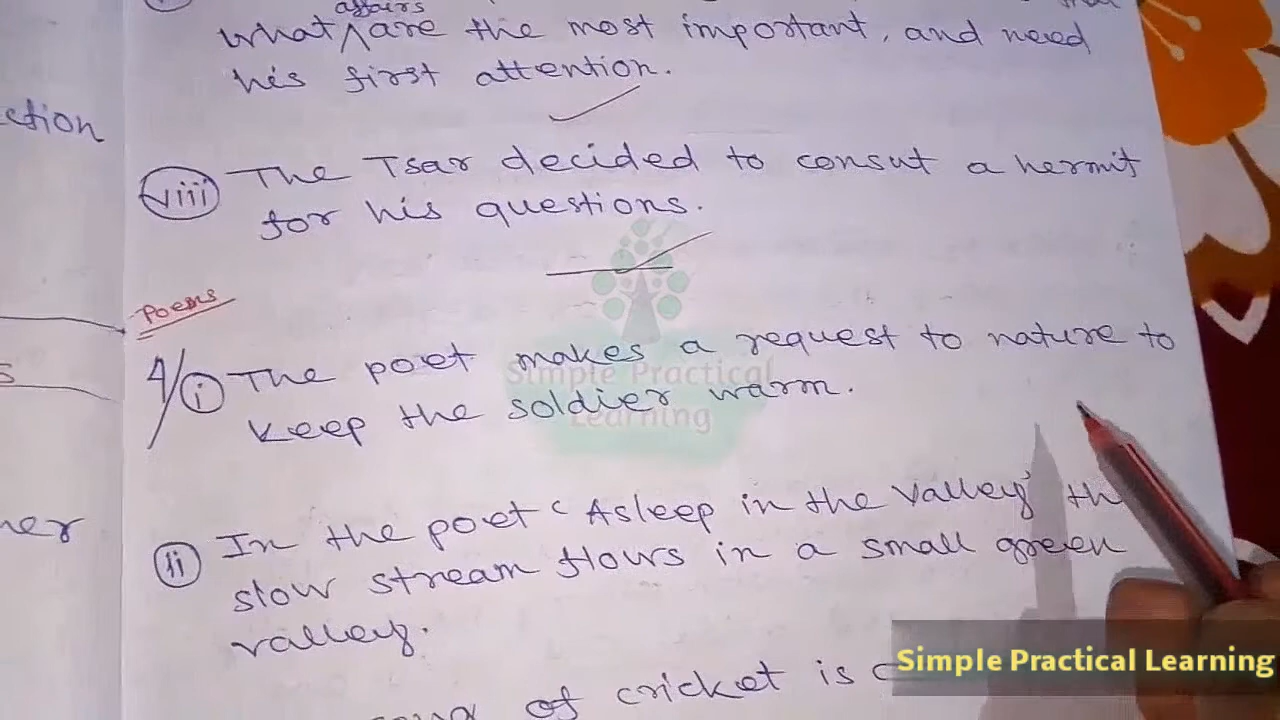 affairs
what are the most important, and need
his first attention.
ction
viii The Tsar decided to consut a hermit
for his questions.
Poems
4/ i The poet makes a request to nature to
keep the soldier warm.
Simple Practical
Learning
s
ii In the poet 'Asleep in the valley' th
slow stream flows in a small green
valley.
ner
of cricket is
Simple Practical Learning